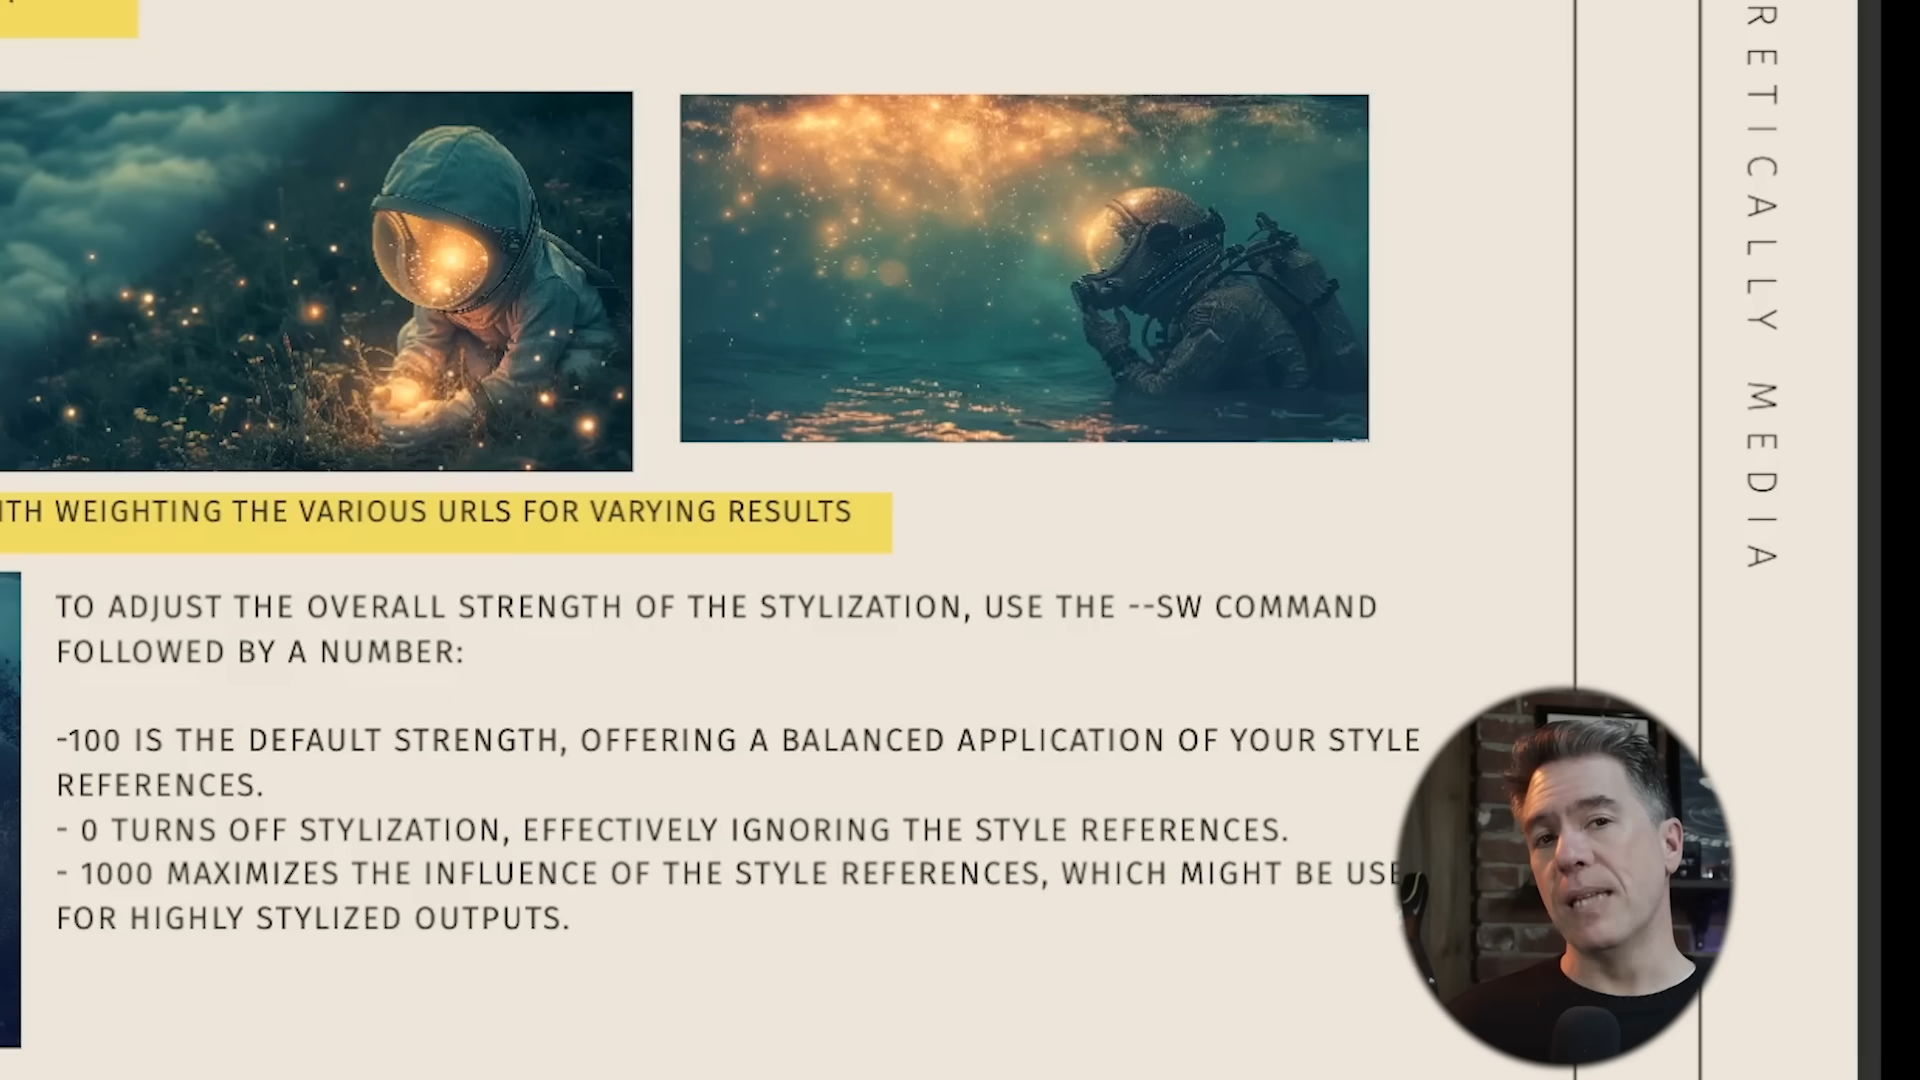 WEIGHTING THE VARIOUS URLS FOR VARYING RESULTS
TO ADJUST THE OVERALL STRENGTH OF THE STYLIZATION, USE THE --SW COMMAND
FOLLOWED BY A NUMBER:
-100 IS THE DEFAULT STRENGTH, OFFERING A BALANCED APPLICATION OF YOUR STYLE
REFERENCES.
- 0 TURNS OFF STYLIZATION, EFFECTIVELY IGNORING THE STYLE REFERENCES.
- 1000 MAXIMIZES THE INFLUENCE OF THE STYLE REFERENCES, WHICH MIGHT BE USE
FOR HIGHLY STYLIZED OUTPUTS.
RETICALLY MEDIA